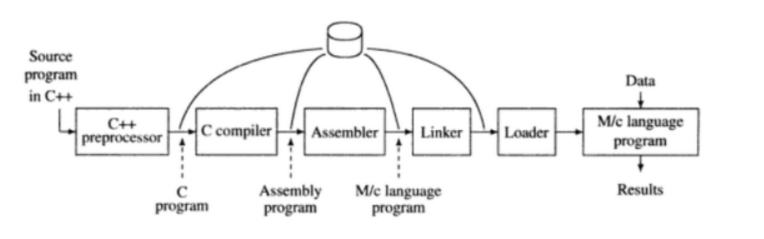 Source
program
in C++
C++
preprocessor
C compiler
Assembler
Linker
Loader
Data
M/c language
program
Results
C
program
Assembly
program
M/c language
program